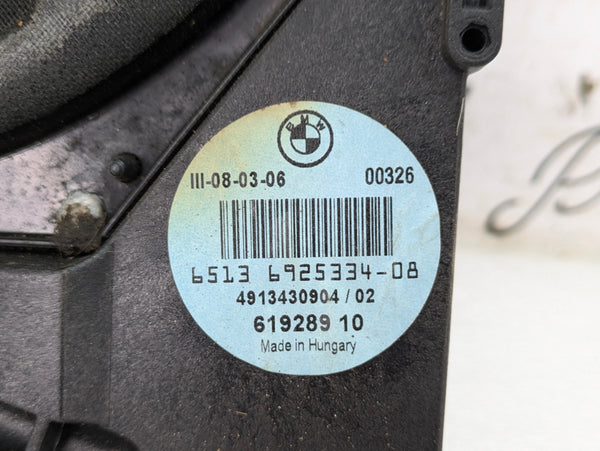 BMW
III-08-03-06 00326
6513 6925334-08
4913430904 / 02
619289 10
Made in Hungary